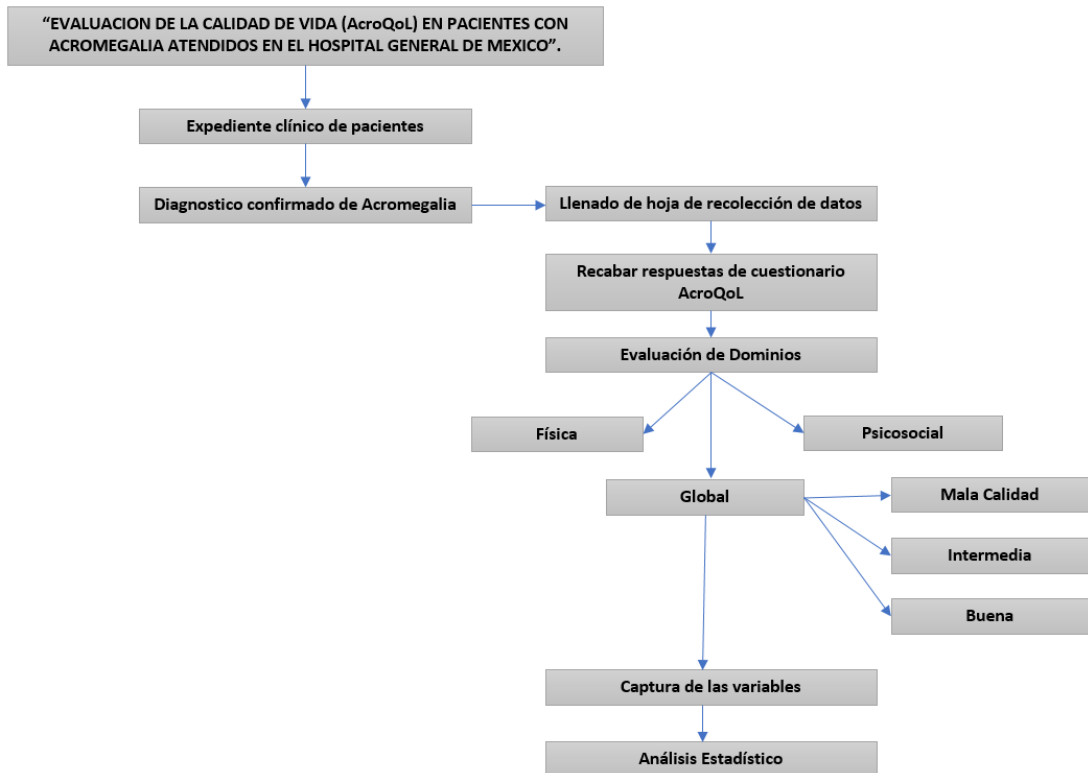 “EVALUACION DE LA CALIDAD DE VIDA (AcroQoL) EN PACIENTES CON
ACROMEGALIA ATENDIDOS EN EL HOSPITAL GENERAL DE MEXICO”.
Expediente clínico de pacientes
Diagnostico confirmado de Acromegalia
Llenado de hoja de recolección de datos
Recabar respuestas de cuestionario
AcroQoL
Evaluación de Dominios
Física
Psicosocial
Global
Mala Calidad
Intermedia
Buena
Captura de las variables
Análisis Estadístico